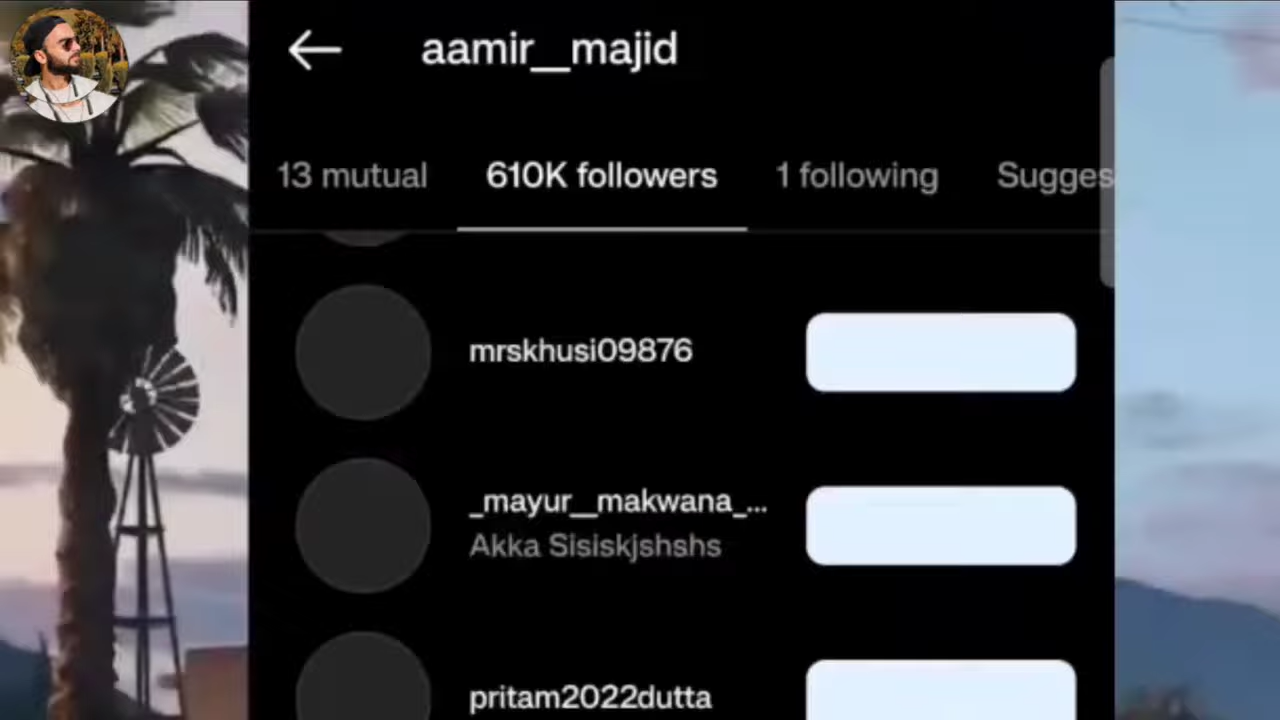 aamir__majid
13 mutual 610K followers 1 following Sugges
mrskhusi09876
_mayur__makwana_...
Akka Sisiskjshshs
pritam2022dutta